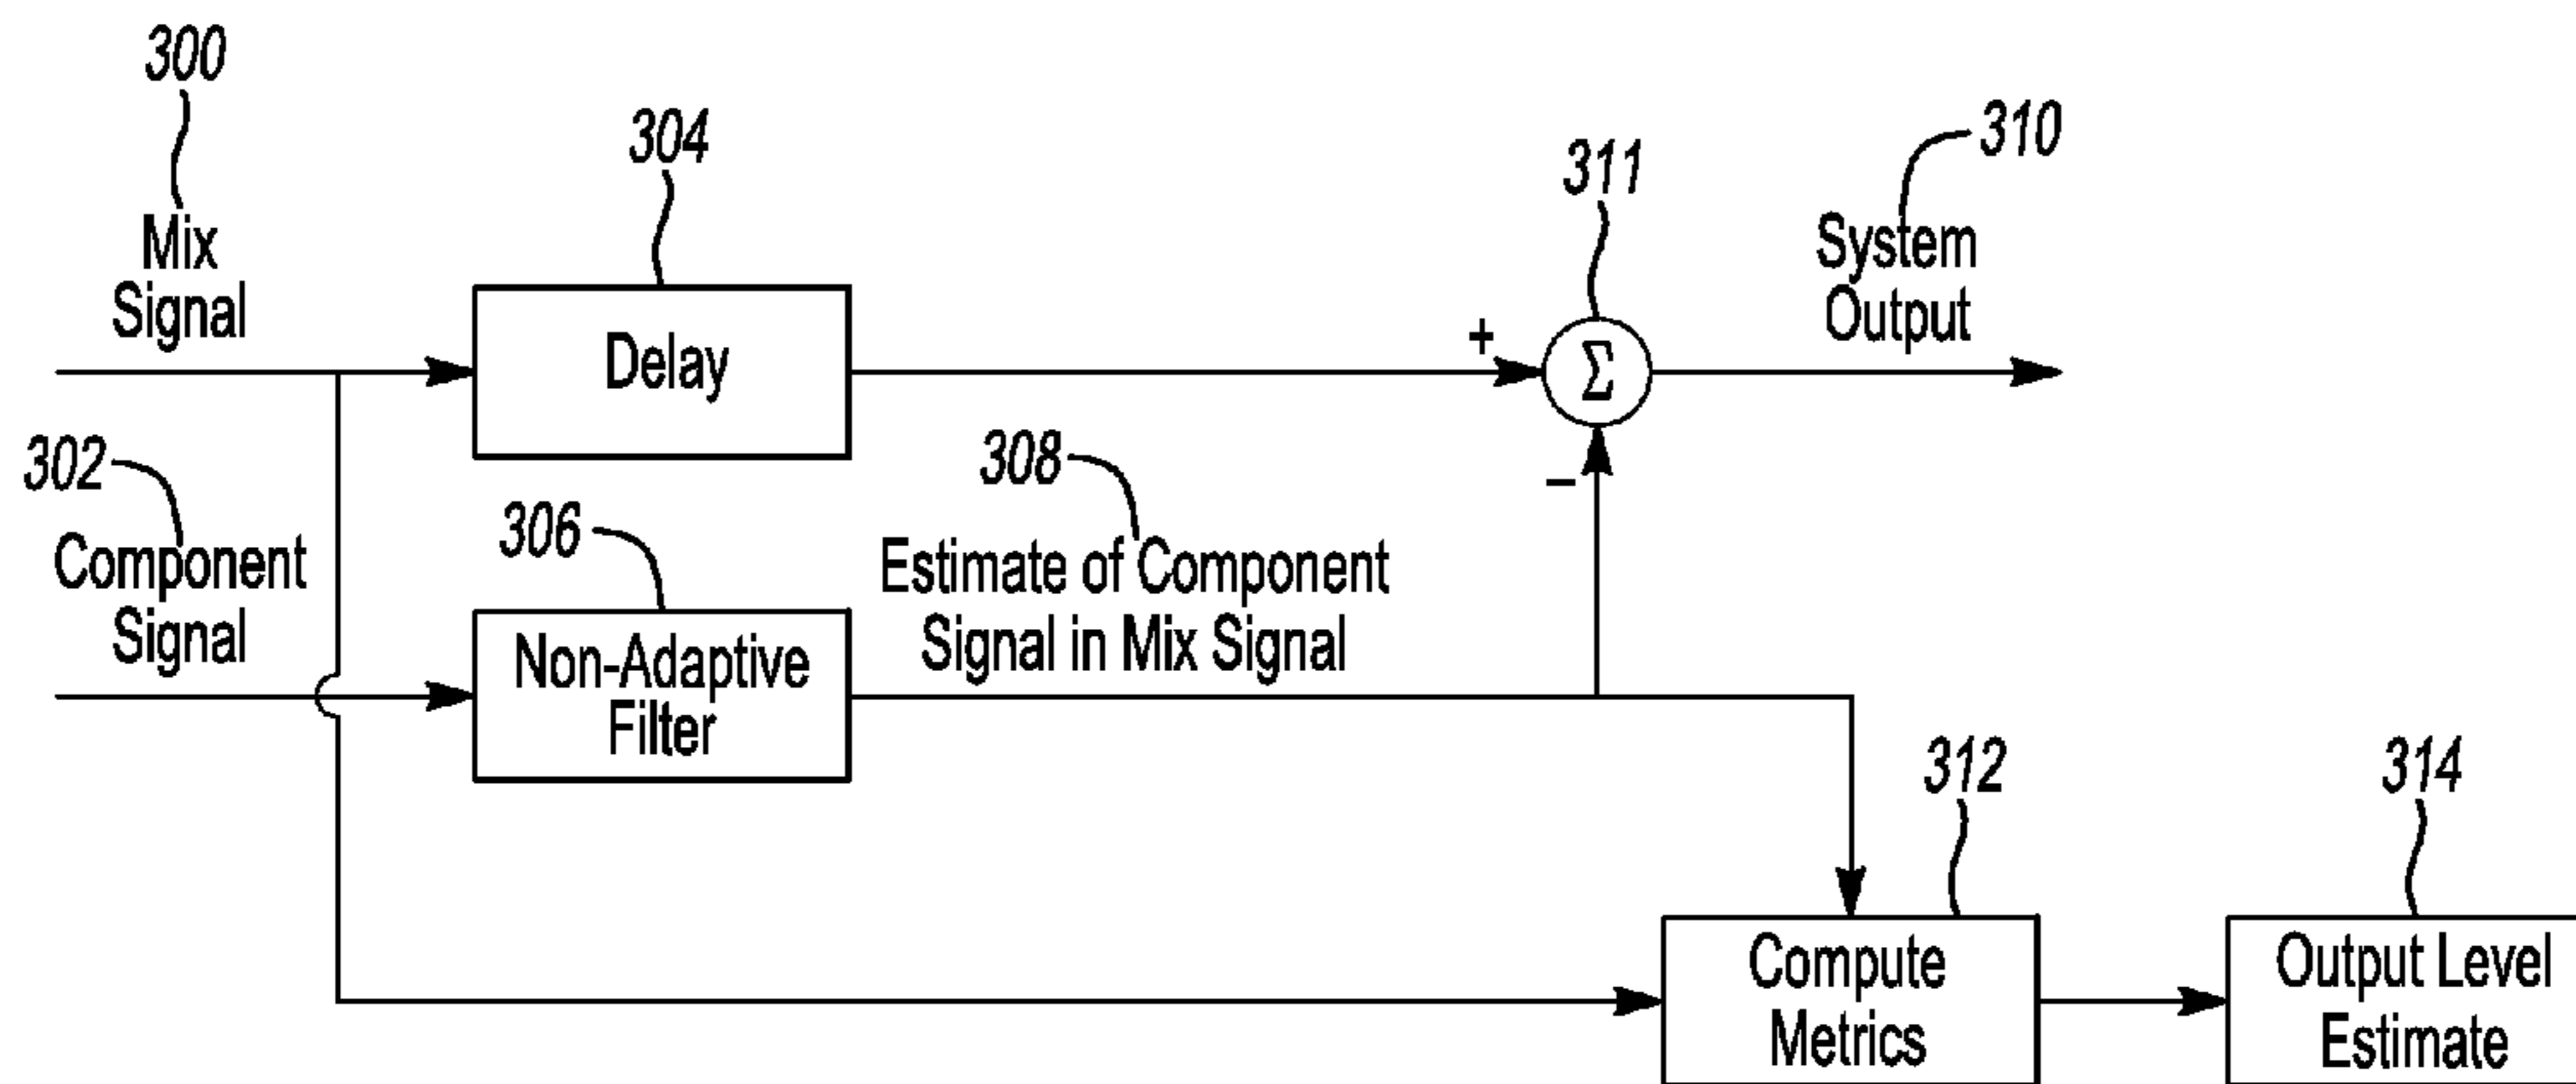 300
Mix
Signal
304
Delay
311
Σ
+
−
310
System
Output
302
Component
Signal
306
Non-Adaptive
Filter
308
Estimate of Component
Signal in Mix Signal
312
Compute
Metrics
314
Output Level
Estimate